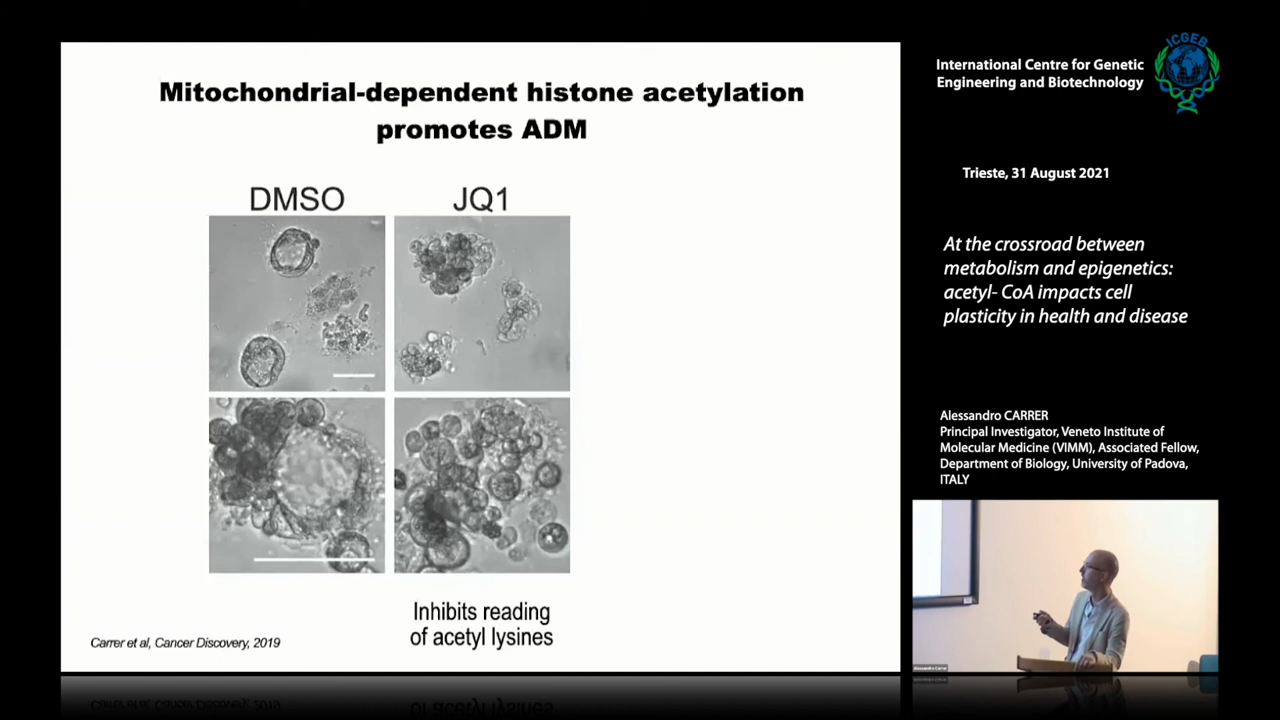 Mitochondrial-dependent histone acetylation
promotes ADM
DMSO
JQ1
Inhibits reading
of acetyl lysines
Carrer et al, Cancer Discovery, 2019
International Centre for Genetic
Engineering and Biotechnology
ICGEB
Trieste, 31 August 2021
At the crossroad between
metabolism and epigenetics:
acetyl- CoA impacts cell
plasticity in health and disease
Alessandro CARRER
Principal Investigator, Veneto Institute of
Molecular Medicine (VIMM), Associated Fellow,
Department of Biology, University of Padova,
ITALY
Alessandro Carrer